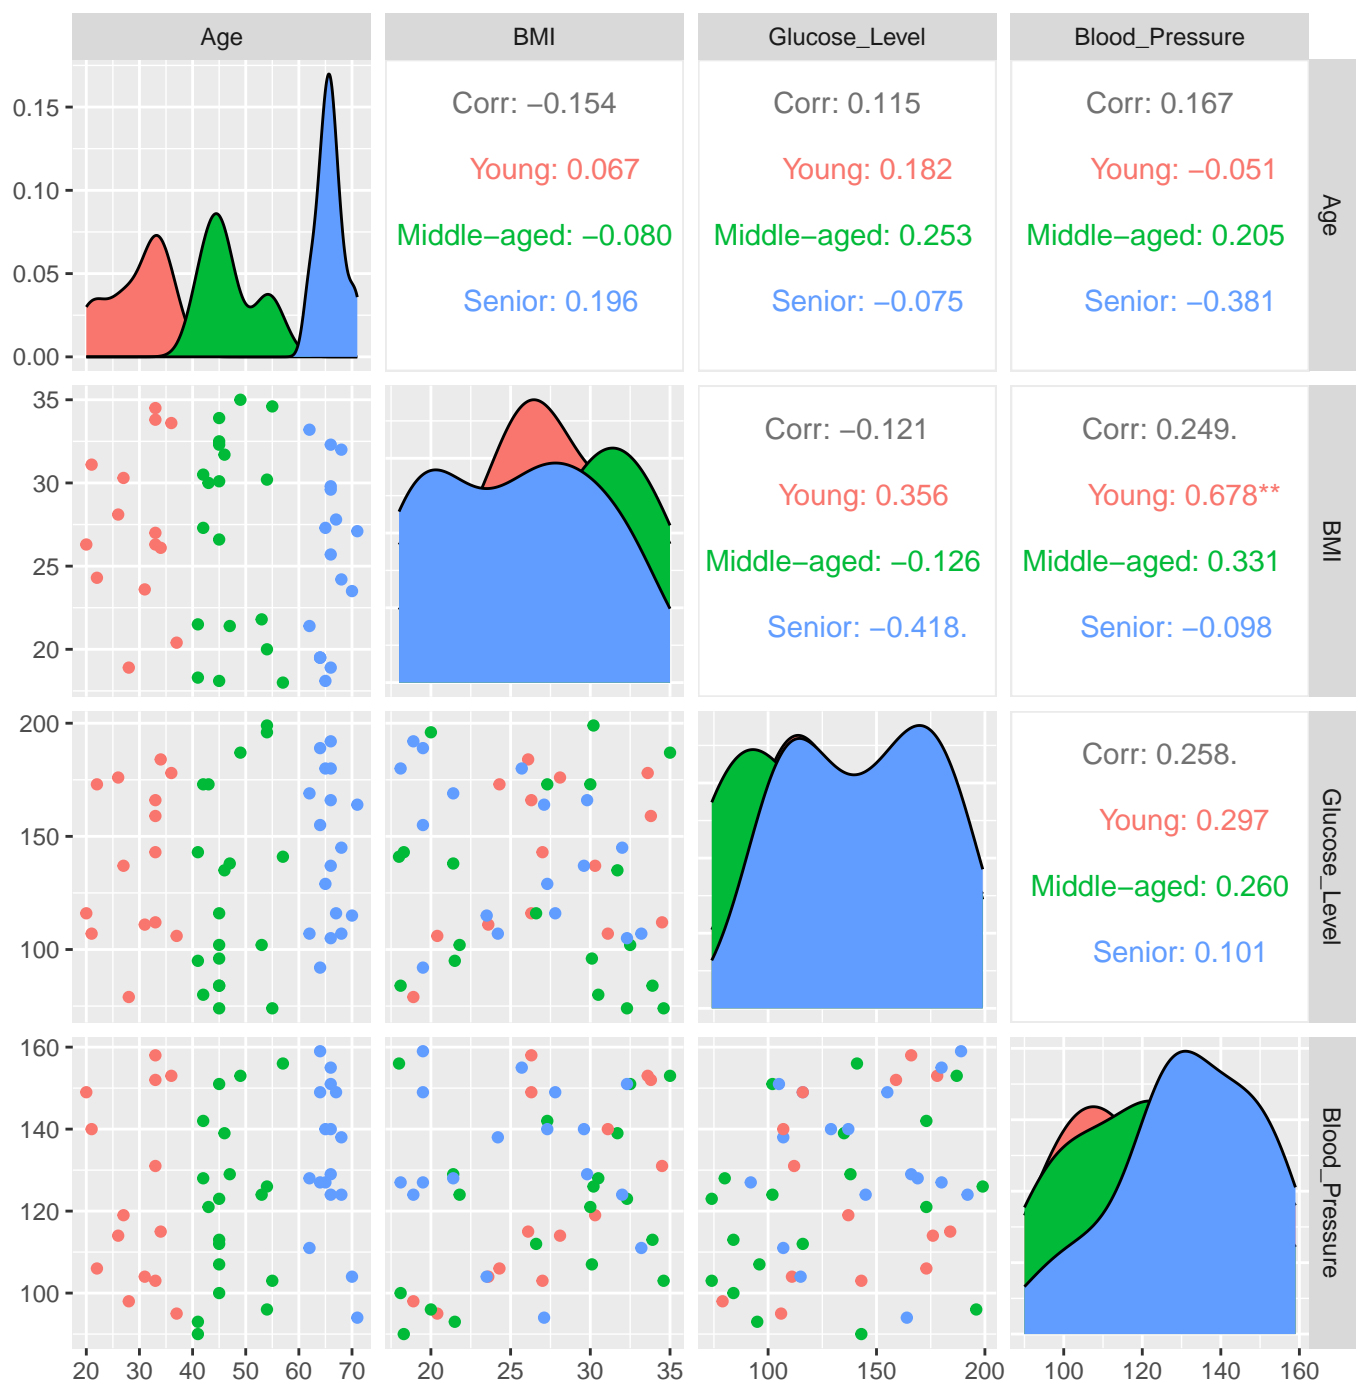 Age BMI Glucose_Level Blood_Pressure
0.15
0.10
0.05
0.00
Corr: −0.154
Young: 0.067
Middle−aged: −0.080
Senior: 0.196
Corr: 0.115
Young: 0.182
Middle−aged: 0.253
Senior: −0.075
Corr: 0.167
Young: −0.051
Middle−aged: 0.205
Senior: −0.381
Age
35
30
25
20
Corr: −0.121
Young: 0.356
Middle−aged: −0.126
Senior: −0.418.
Corr: 0.249.
Young: 0.678**
Middle−aged: 0.331
Senior: −0.098
BMI
200
150
100
Corr: 0.258.
Young: 0.297
Middle−aged: 0.260
Senior: 0.101
Glucose_Level
160
140
120
100
Blood_Pressure
20 30 40 50 60 70
20 25 30 35
100 150 200
100 120 140 160